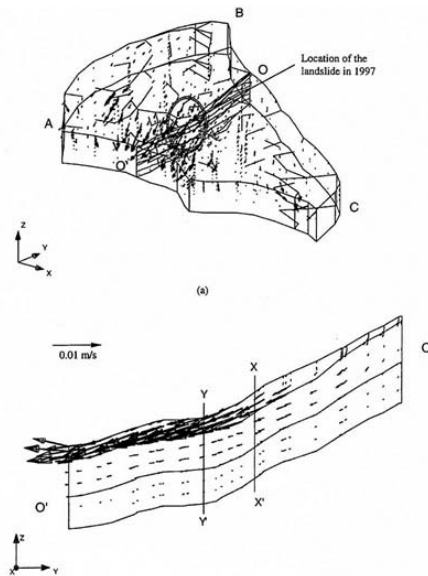 B
Location of the
landslide in 1997
O
A
O'
C
Z
Y
X
(a)
0.01 m/s
X
O
Y
O'
Y'
X'
Z
X
Y